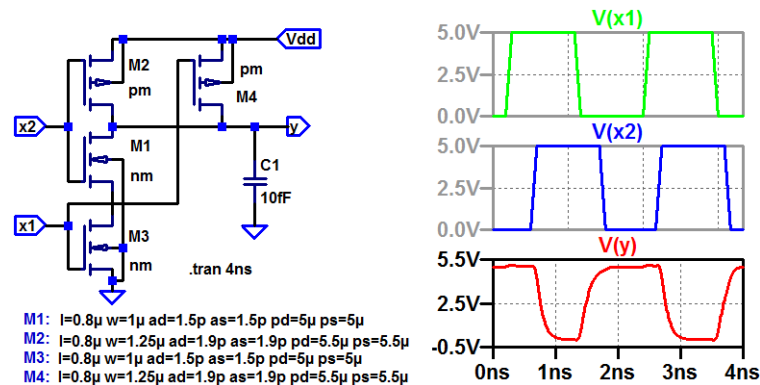 Vdd
M2
pm
pm
M4
x2
y
M1
nm
C1
10fF
x1
M3
nm
.tran 4ns
M1: l=0.8µ w=1µ ad=1.5p as=1.5p pd=5µ ps=5µ
M2: l=0.8µ w=1.25µ ad=1.9p as=1.9p pd=5.5µ ps=5.5µ
M3: l=0.8µ w=1µ ad=1.5p as=1.5p pd=5µ ps=5µ
M4: l=0.8µ w=1.25µ ad=1.9p as=1.9p pd=5.5µ ps=5.5µ
V(x1)
5.0V
2.5V
0.0V
V(x2)
5.0V
2.5V
0.0V
V(y)
5.5V
2.5V
-0.5V
0ns 1ns 2ns 3ns 4ns